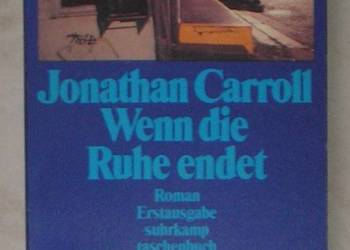 Jonathan Carroll
Wenn die
Ruhe endet
Roman
Erstausgabe
suhrkamp
taschenbuch